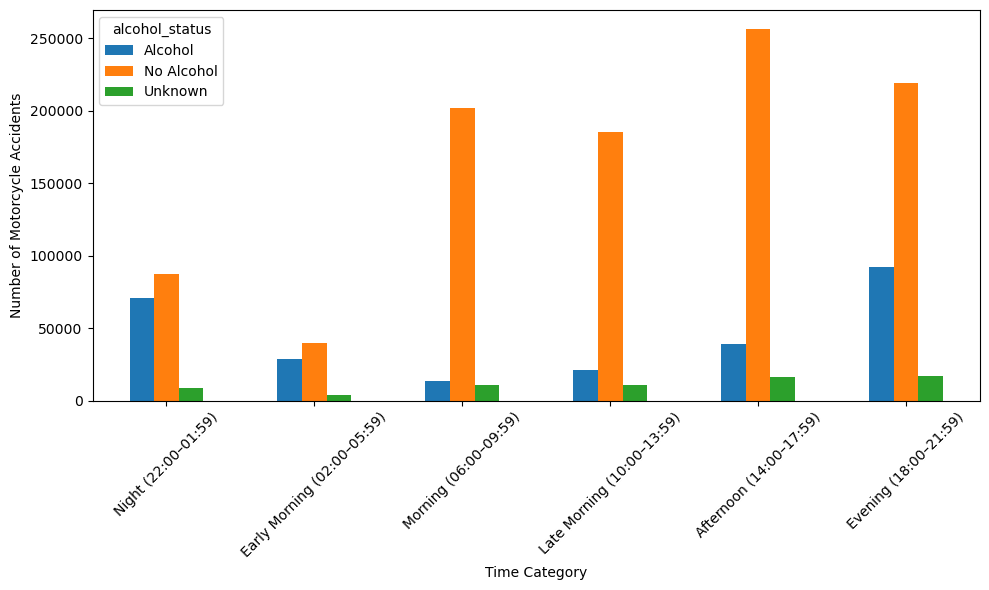 alcohol_status
Alcohol
No Alcohol
Unknown
Number of Motorcycle Accidents
250000
200000
150000
100000
50000
0
Night (22:00–01:59)
Early Morning (02:00–05:59)
Morning (06:00–09:59)
Late Morning (10:00–13:59)
Afternoon (14:00–17:59)
Evening (18:00–21:59)
Time Category